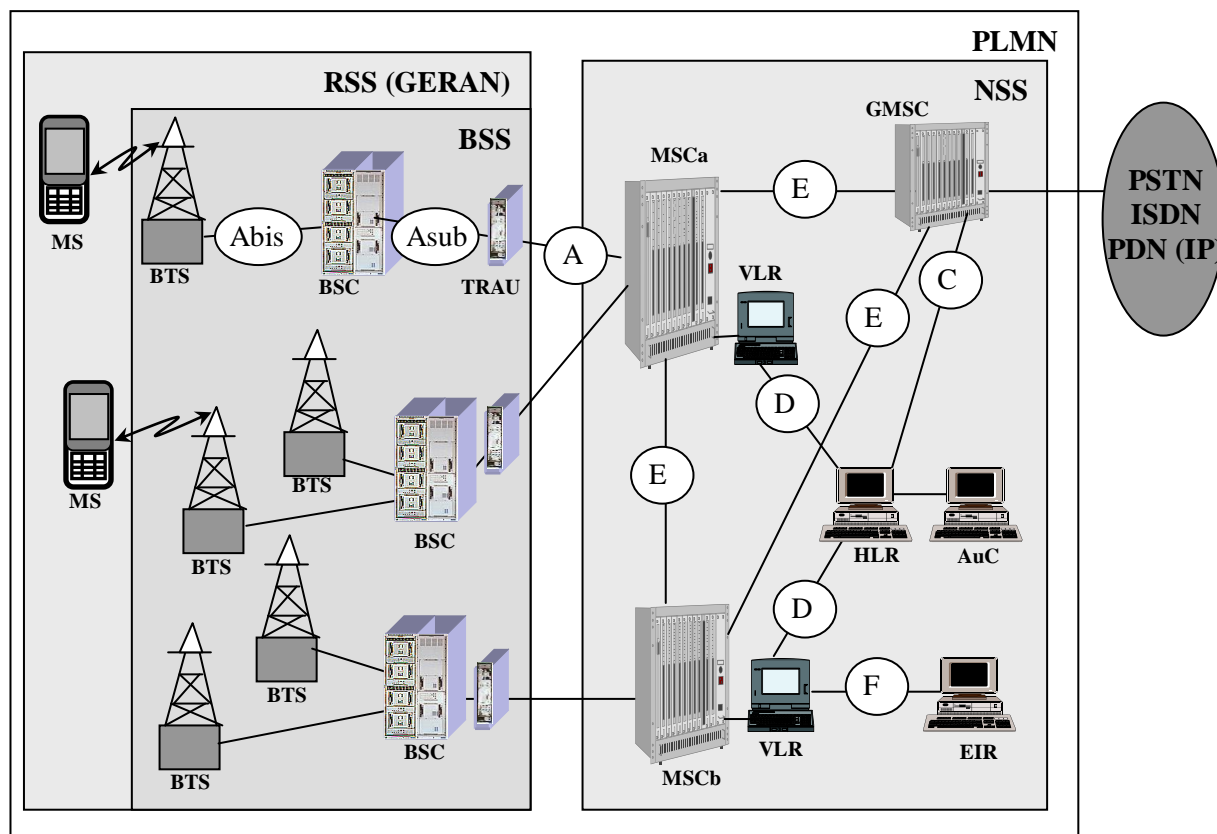 PLMN
RSS (GERAN)
NSS
GMSC
BSS
MSCa
E
PSTN
ISDN
PDN (IP)
MS
Abis
Asub
A
BTS
BSC
TRAU
VLR
C
E
D
MS
BTS
E
BSC
HLR
AuC
BTS
D
BTS
F
BSC
VLR
EIR
BTS
MSCb